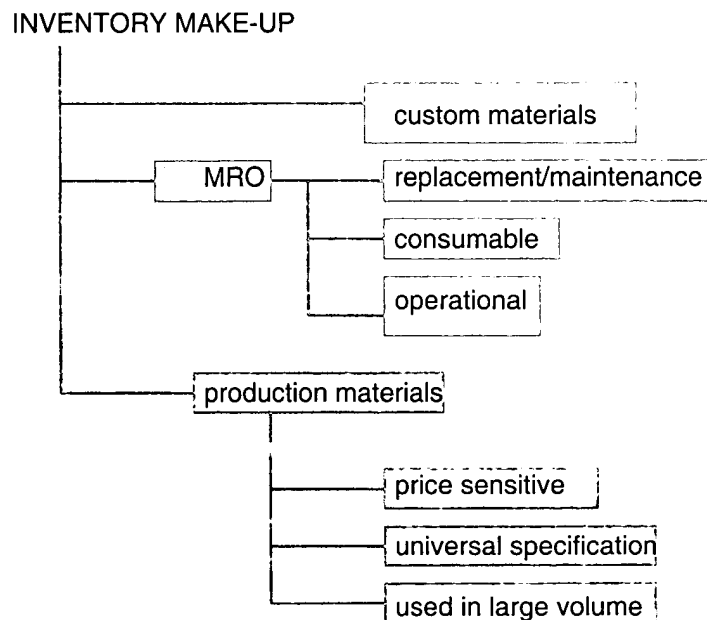 INVENTORY MAKE-UP
custom materials
MRO
replacement/maintenance
consumable
operational
production materials
price sensitive
universal specification
used in large volume